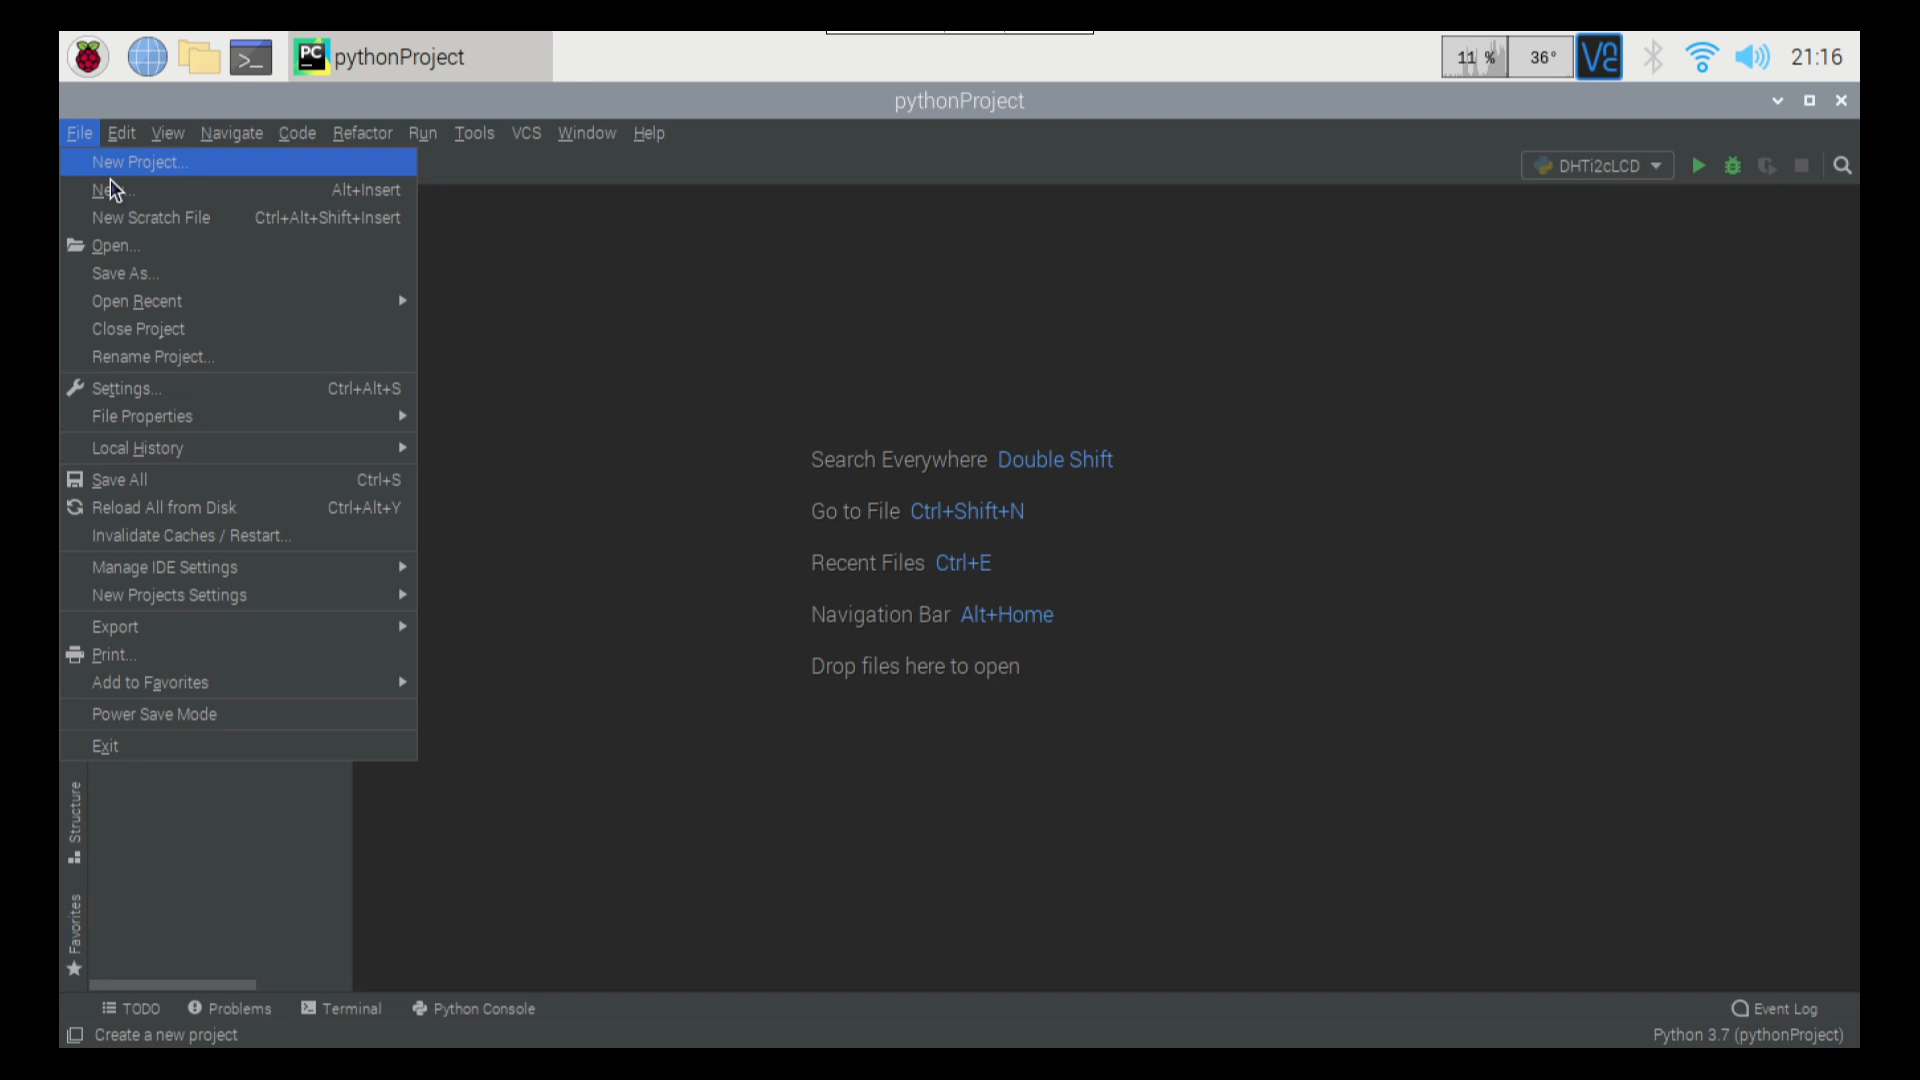 PC pythonProject 11 % 36° 21:16
pythonProject
File Edit View Navigate Code Refactor Run Tools VCS Window Help
DHTi2cLCD
New Project...
Alt+Insert
New Scratch File Ctrl+Alt+Shift+Insert
Open...
Save As...
Open Recent
Close Project
Rename Project...
Settings... Ctrl+Alt+S
File Properties
Local History
Save All Ctrl+S
Reload All from Disk Ctrl+Alt+Y
Invalidate Caches / Restart...
Manage IDE Settings
New Projects Settings
Export
Print...
Add to Favorites
Power Save Mode
Exit
Search Everywhere Double Shift
Go to File Ctrl+Shift+N
Recent Files Ctrl+E
Navigation Bar Alt+Home
Drop files here to open
Structure
Favorites
TODO Problems Terminal Python Console Event Log
Create a new project Python 3.7 (pythonProject)